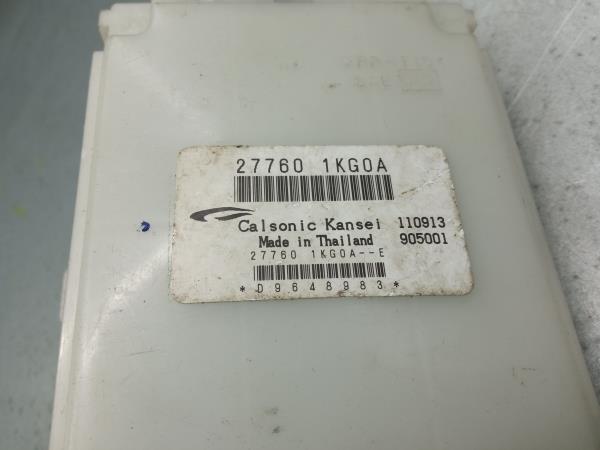 27760 1KG0A
Calsonic Kansei 110913
Made in Thailand 905001
27760 1KG0A--E
*D9648983*